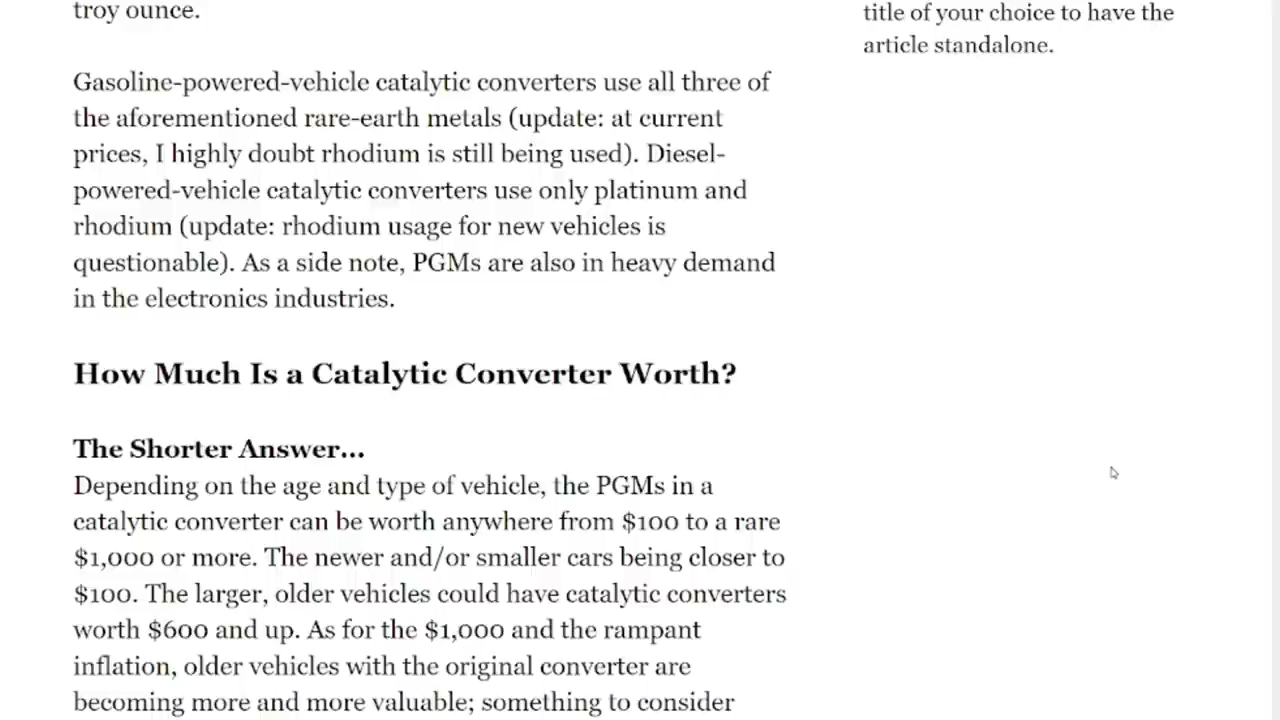 troy ounce.
Gasoline-powered-vehicle catalytic converters use all three of
the aforementioned rare-earth metals (update: at current
prices, I highly doubt rhodium is still being used). Diesel-
powered-vehicle catalytic converters use only platinum and
rhodium (update: rhodium usage for new vehicles is
questionable). As a side note, PGMs are also in heavy demand
in the electronics industries.
How Much Is a Catalytic Converter Worth?
The Shorter Answer...
Depending on the age and type of vehicle, the PGMs in a
catalytic converter can be worth anywhere from $100 to a rare
$1,000 or more. The newer and/or smaller cars being closer to
$100. The larger, older vehicles could have catalytic converters
worth $600 and up. As for the $1,000 and the rampant
inflation, older vehicles with the original converter are
becoming more and more valuable; something to consider
title of your choice to have the
article standalone.